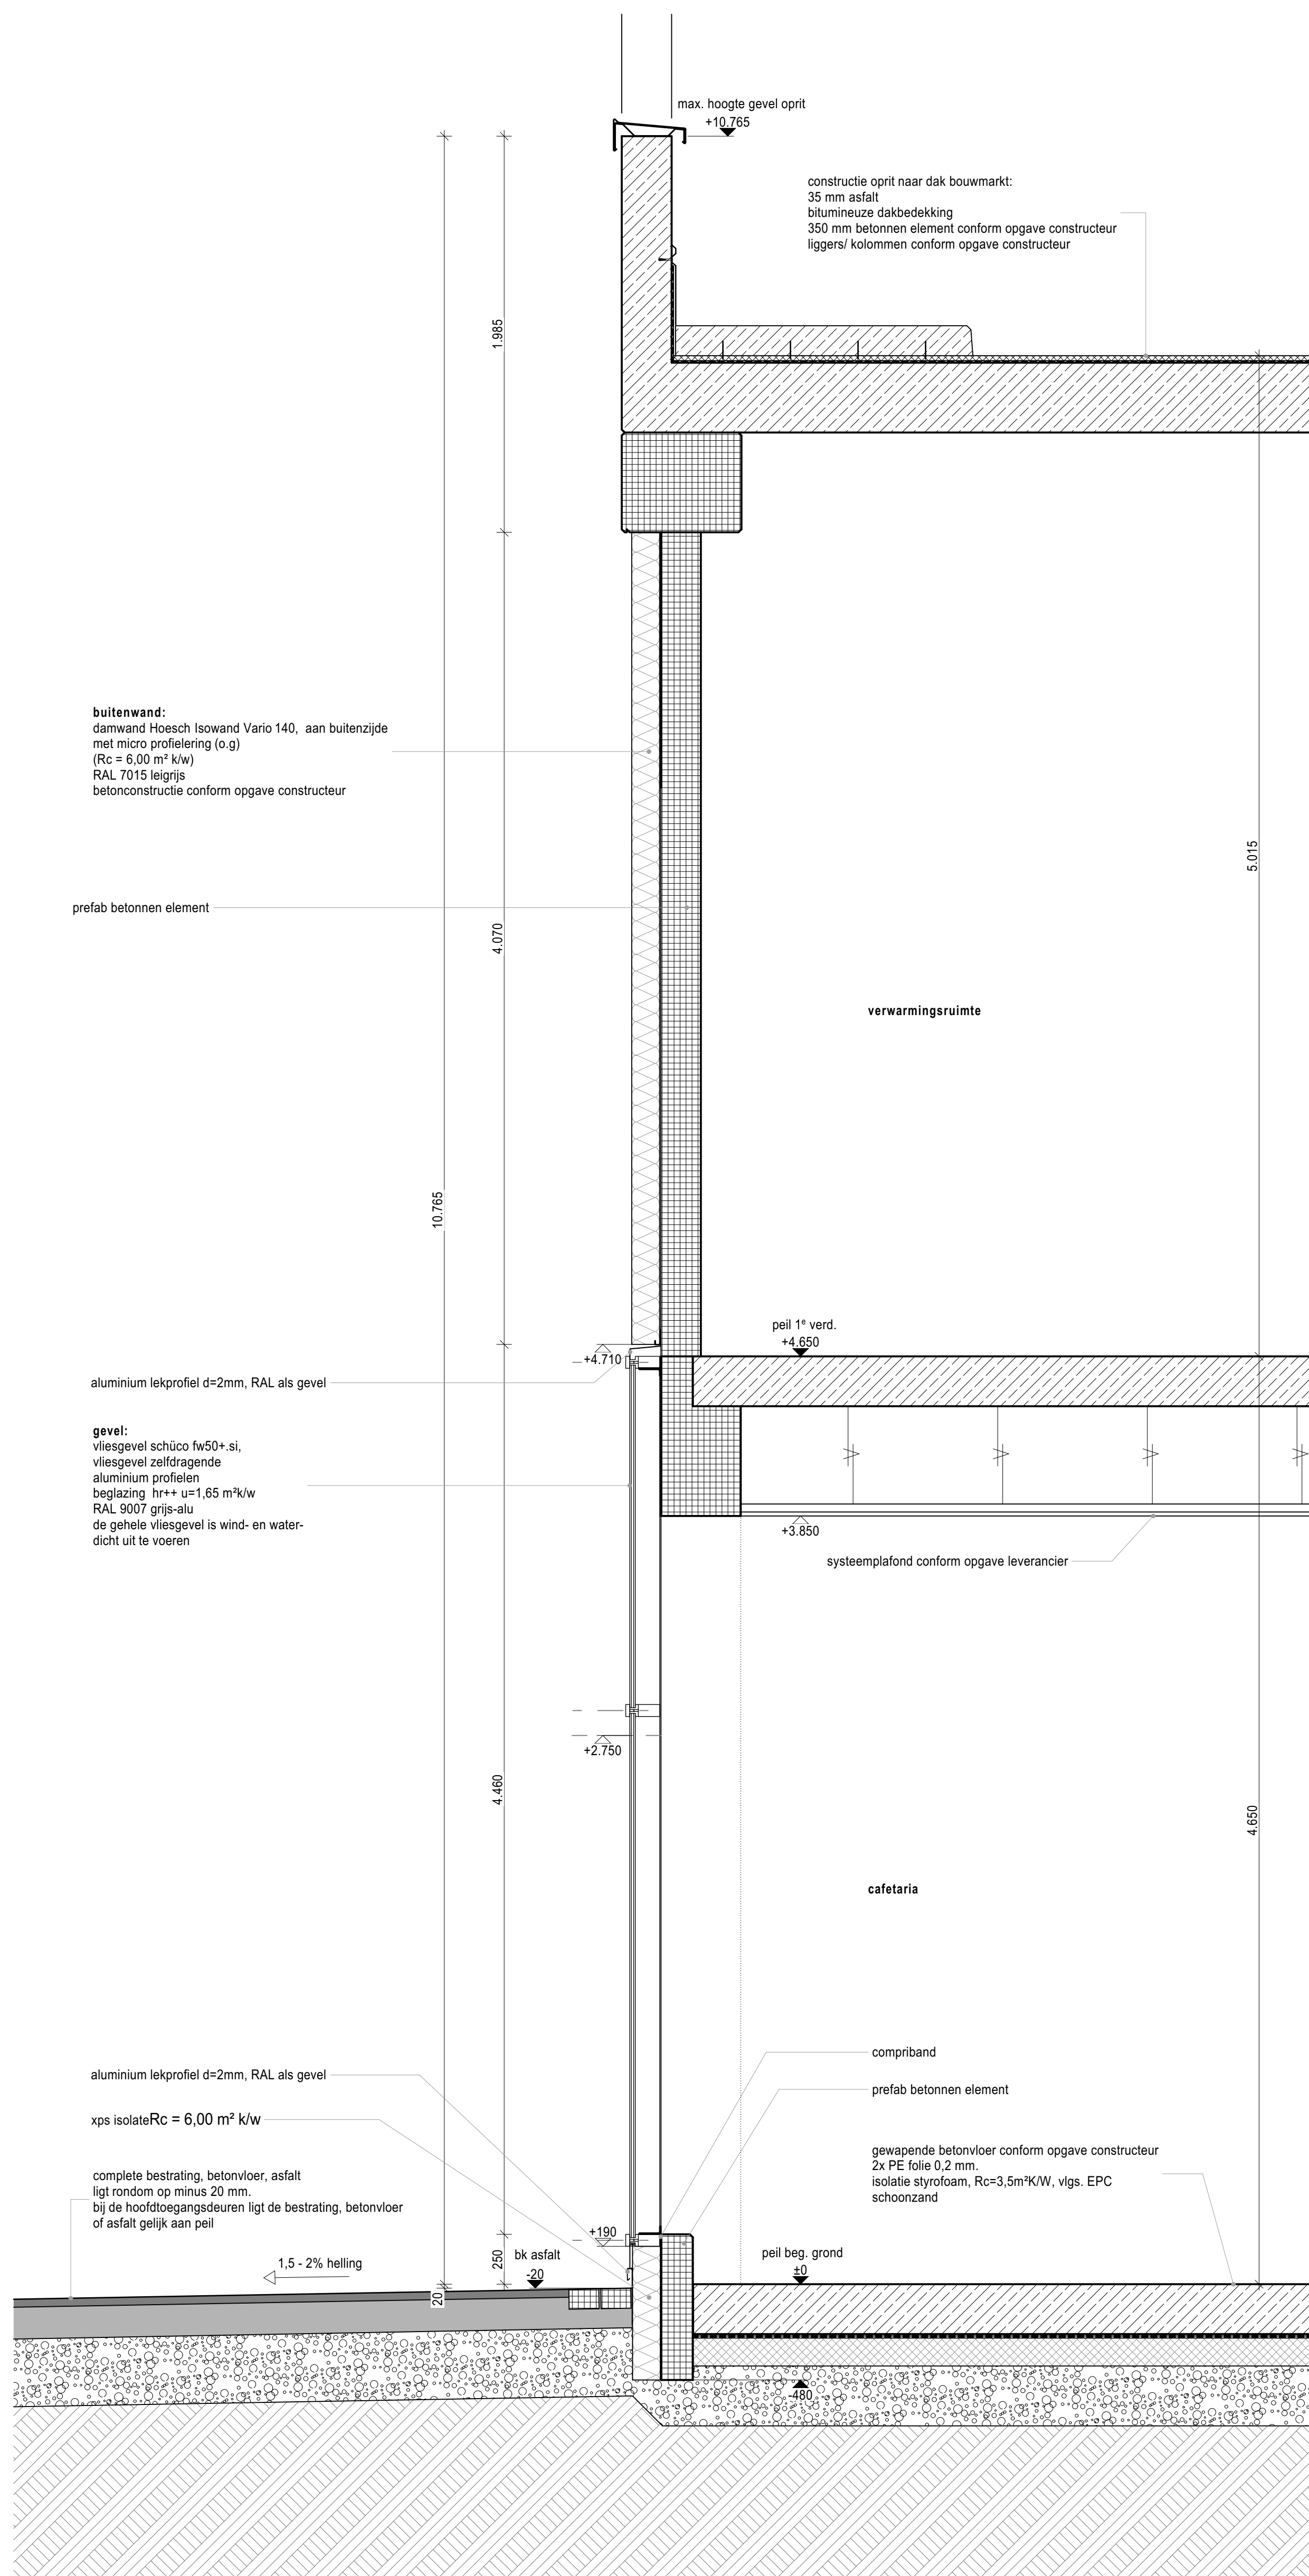 max. hoogte gevel oprit
+10.765
constructie oprit naar dak bouwmarkt:
35 mm asfalt
bitumineuze dakbedekking
350 mm betonnen element conform opgave constructeur
liggers/ kolommen conform opgave constructeur
1.985
buitenwand:
damwand Hoesch Isowand Vario 140, aan buitenzijde
met micro profielering (o.g)
(Rc = 6,00 m² k/w)
RAL 7015 leigrijs
betonconstructie conform opgave constructeur
5.015
prefab betonnen element
4.070
verwarmingsruimte
10.765
peil 1e verd.
+4.650
+4.710
aluminium lekprofiel d=2mm, RAL als gevel
gevel:
vliesgevel schüco fw50+.si,
vliesgevel zelfdragende
aluminium profielen
beglazing hr++ u=1,65 m²k/w
RAL 9007 grijs-alu
de gehele vliesgevel is wind- en water-
dicht uit te voeren
+3.850
systeemplafond conform opgave leverancier
+2.750
4.460
4.650
cafetaria
compriband
aluminium lekprofiel d=2mm, RAL als gevel
prefab betonnen element
xps isolateRc = 6,00 m² k/w
gewapende betonvloer conform opgave constructeur
2x PE folie 0,2 mm.
isolatie styrofoam, Rc=3,5m²K/W, vlgs. EPC
schoonzand
complete bestrating, betonvloer, asfalt
ligt rondom op minus 20 mm.
bij de hoofdtoegangsdeuren ligt de bestrating, betonvloer
of asfalt gelijk aan peil
+190
250
bk asfalt
-20
peil beg. grond
±0
1,5 - 2% helling
20
-480